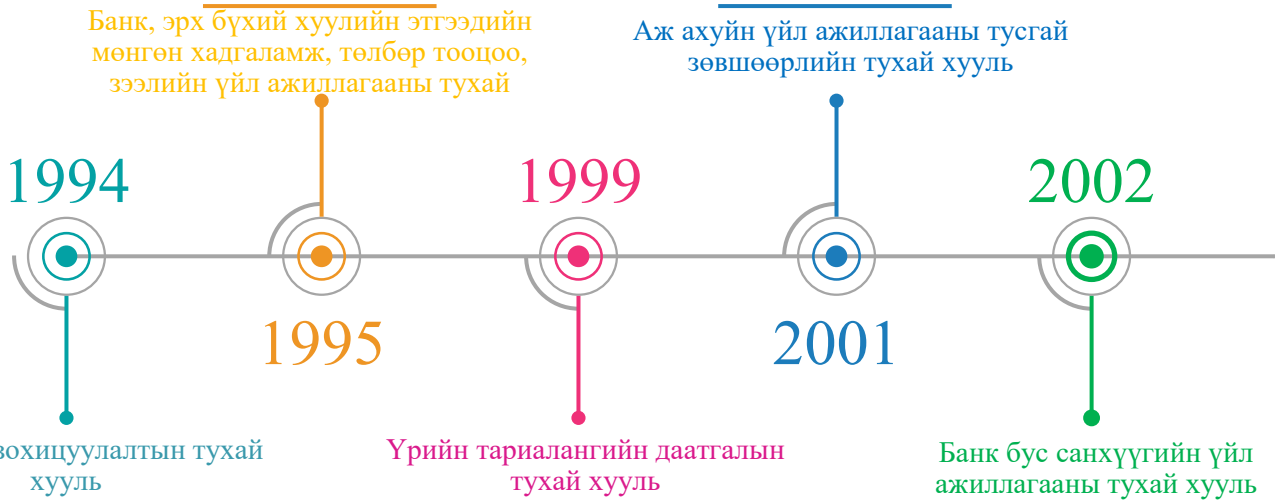 Банк, эрх бүхий хуулийн этгээдийн
мөнгөн хадгаламж, төлбөр тооцоо,
зээлийн үйл ажиллагааны тухай
Аж ахуйн үйл ажиллагааны тусгай
зөвшөөрлийн тухай хууль
1994
1995
1999
2001
2002
тухай
хууль
Үрийн тариалангийн даатгалын
тухай хууль
Банк бус санхүүгийн үйл
ажиллагааны тухай хууль